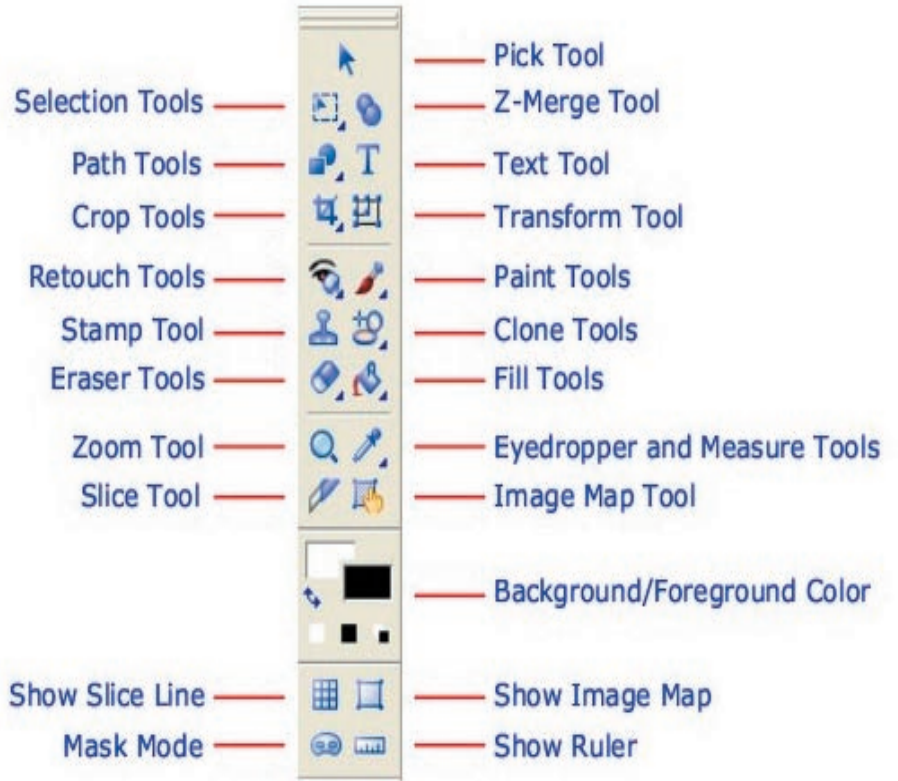 Pick Tool
Selection Tools
Z-Merge Tool
Path Tools
T
Text Tool
Crop Tools
Transform Tool
Retouch Tools
Paint Tools
Stamp Tool
Clone Tools
Eraser Tools
Fill Tools
Zoom Tool
Eyedropper and Measure Tools
Slice Tool
Image Map Tool
Background/Foreground Color
Show Slice Line
Show Image Map
Mask Mode
Show Ruler